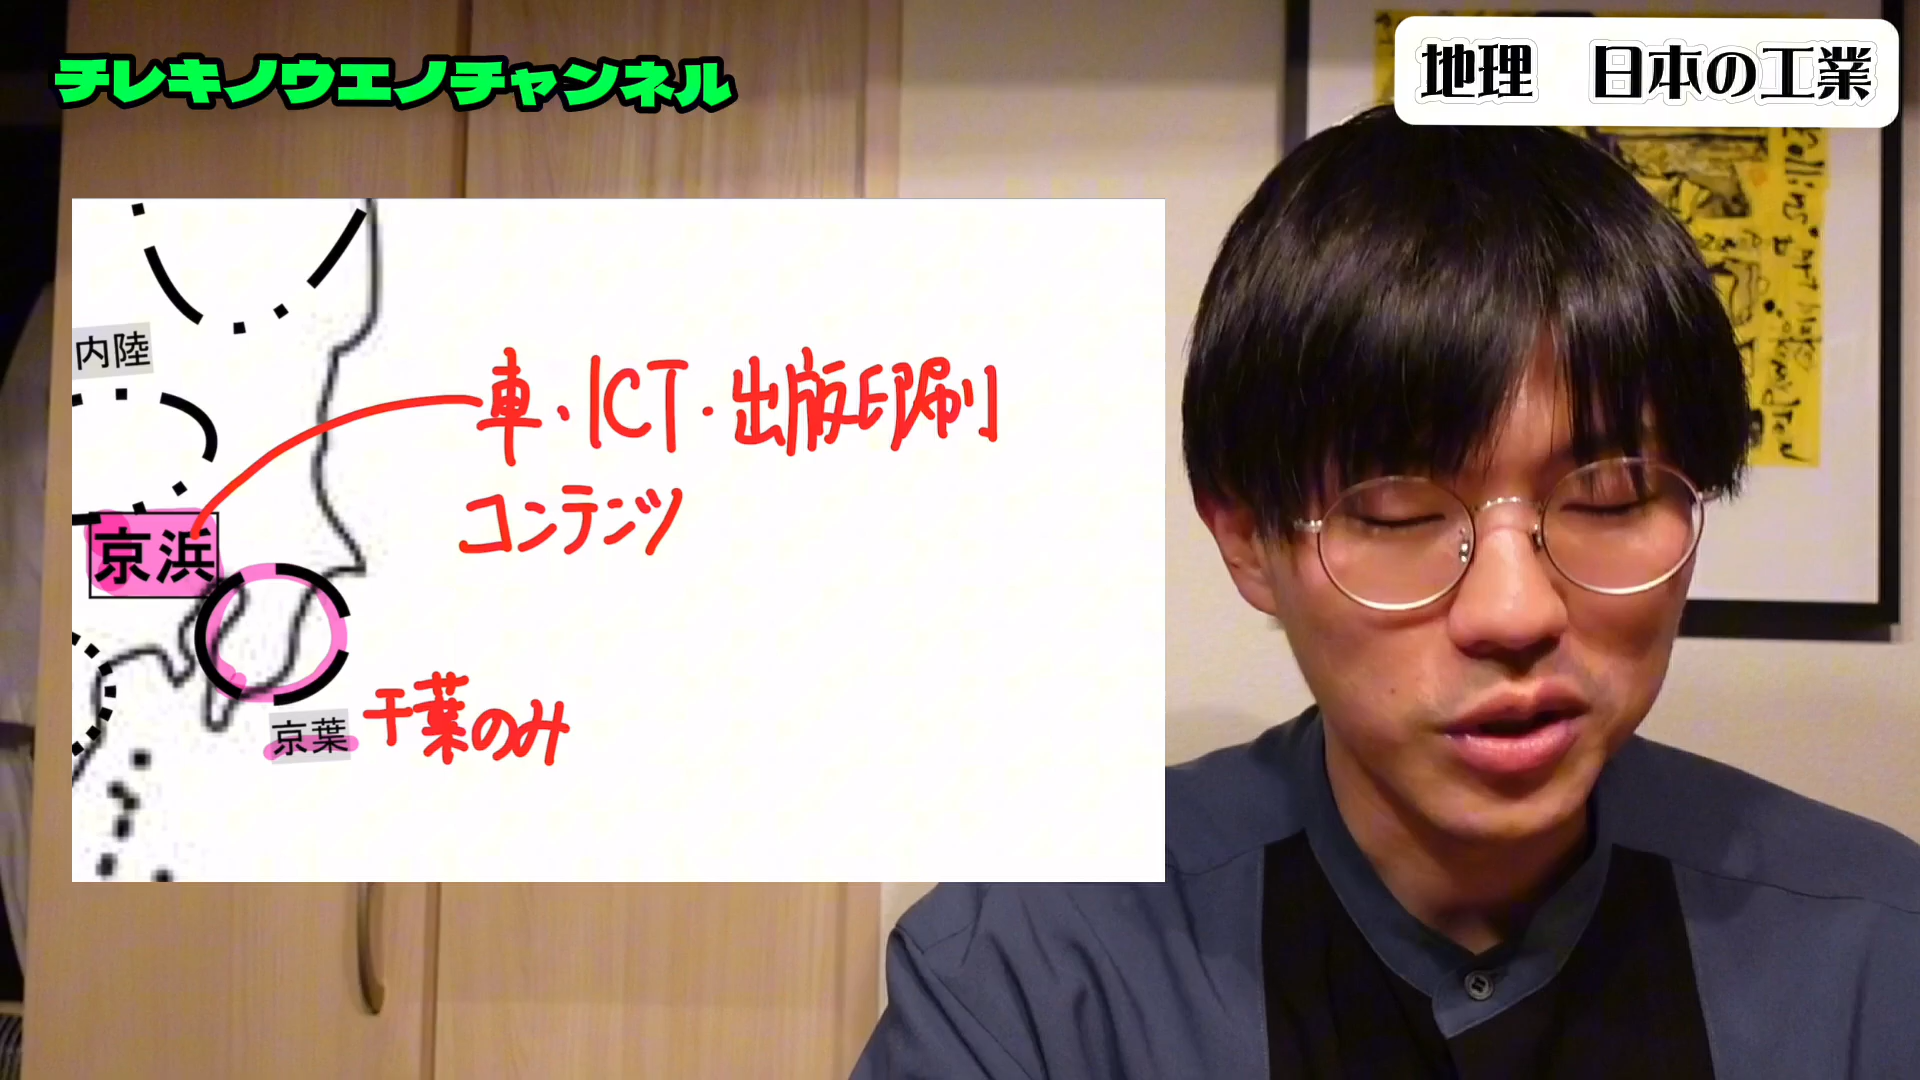 チレキノウエノチャンネル
地理 日本の工業
内陸
車・ICT・出版印刷
コンテンツ
京浜
京葉
千葉のみ